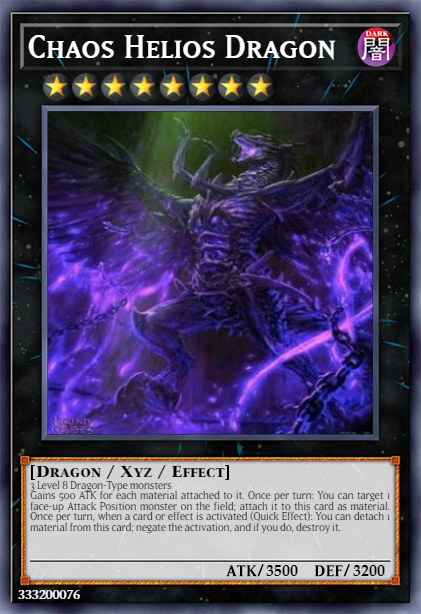 Chaos Helios Dragon
DARK
闇
[Dragon / Xyz / Effect]
3 Level 8 Dragon-Type monsters
Gains 500 ATK for each material attached to it. Once per turn: You can target 1
face-up Attack Position monster on the field; attach it to this card as material.
Once per turn, when a card or effect is activated (Quick Effect): You can detach 1
material from this card; negate the activation, and if you do, destroy it.
ATK/3500 DEF/3200
333200076